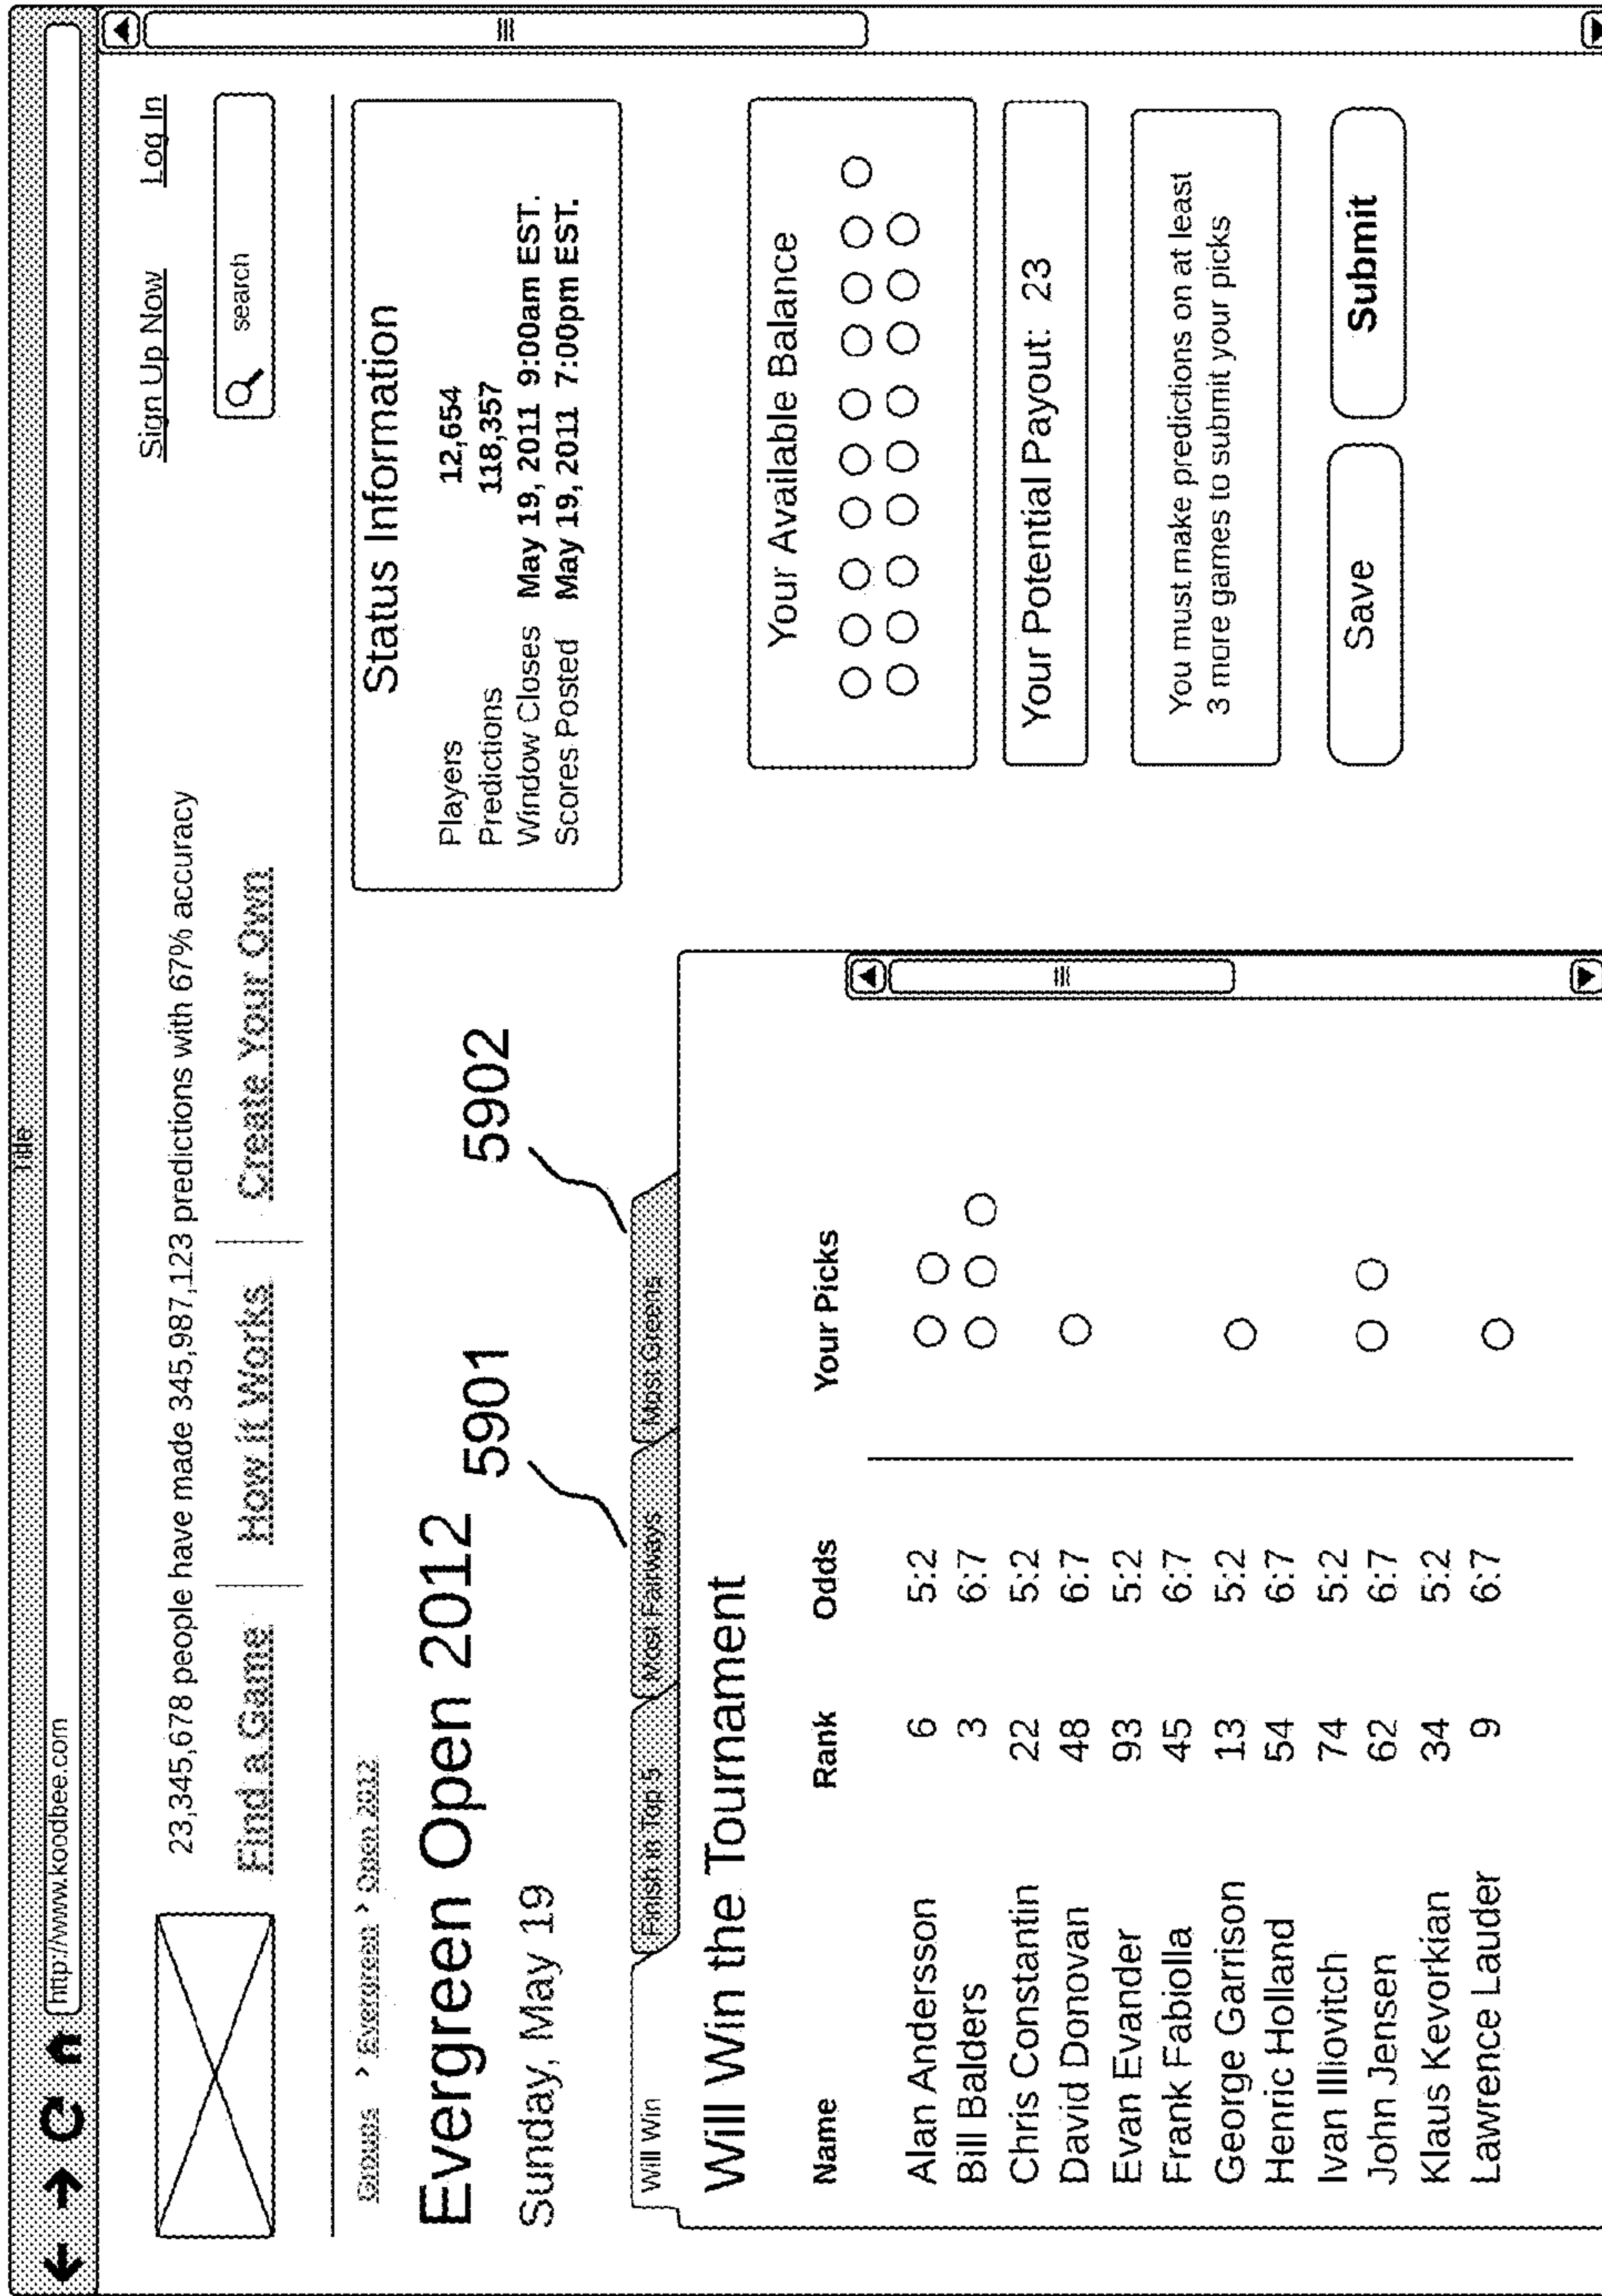 Title
http://www.koodbee.com
Sign Up Now Log In
23,345,678 people have made 345,987,123 predictions with 67% accuracy
search
Find a Game How it Works Create Your Own
Groups > Evergreen > Open 2012
Evergreen Open 2012
Sunday, May 19
5901
5902
Status Information
Players 12,654
Predictions 118,357
Window Closes May 19, 2011 9:00am EST.
Scores Posted May 19, 2011 7:00pm EST.
Will Win Finish in Top 5 Most Fairways Most Greens
Will Win the Tournament
Name Rank Odds Your Picks
Alan Andersson 6 5:2
Bill Balders 3 6:7
Chris Constantin 22 5:2
David Donovan 48 6:7
Evan Evander 93 5:2
Frank Fabiolla 45 6:7
George Garrison 13 5:2
Henric Holland 54 6:7
Ivan Illiovitch 74 5:2
John Jensen 62 6:7
Klaus Kevorkian 34 5:2
Lawrence Lauder 9 6:7
Your Available Balance
Your Potential Payout: 23
You must make predictions on at least
3 more games to submit your picks
Save Submit